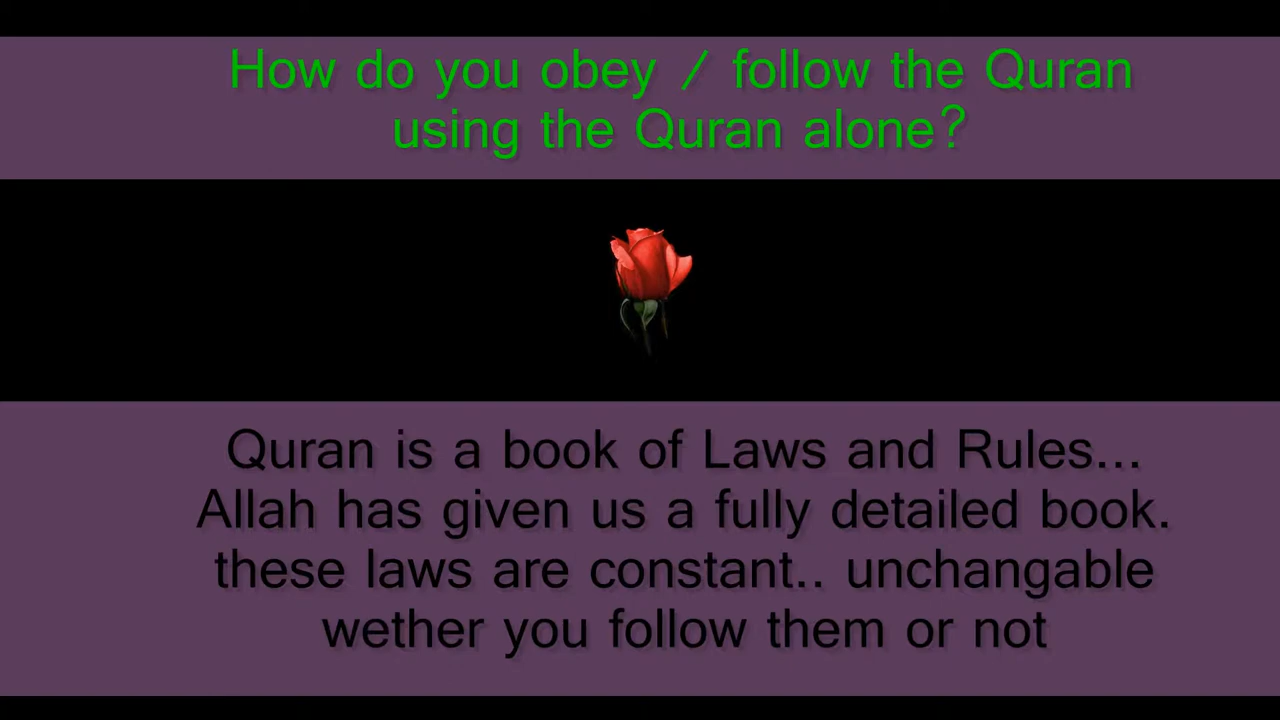 How do you obey / follow the Quran
using the Quran alone?
Quran is a book of Laws and Rules...
Allah has given us a fully detailed book.
these laws are constant.. unchangable
wether you follow them or not